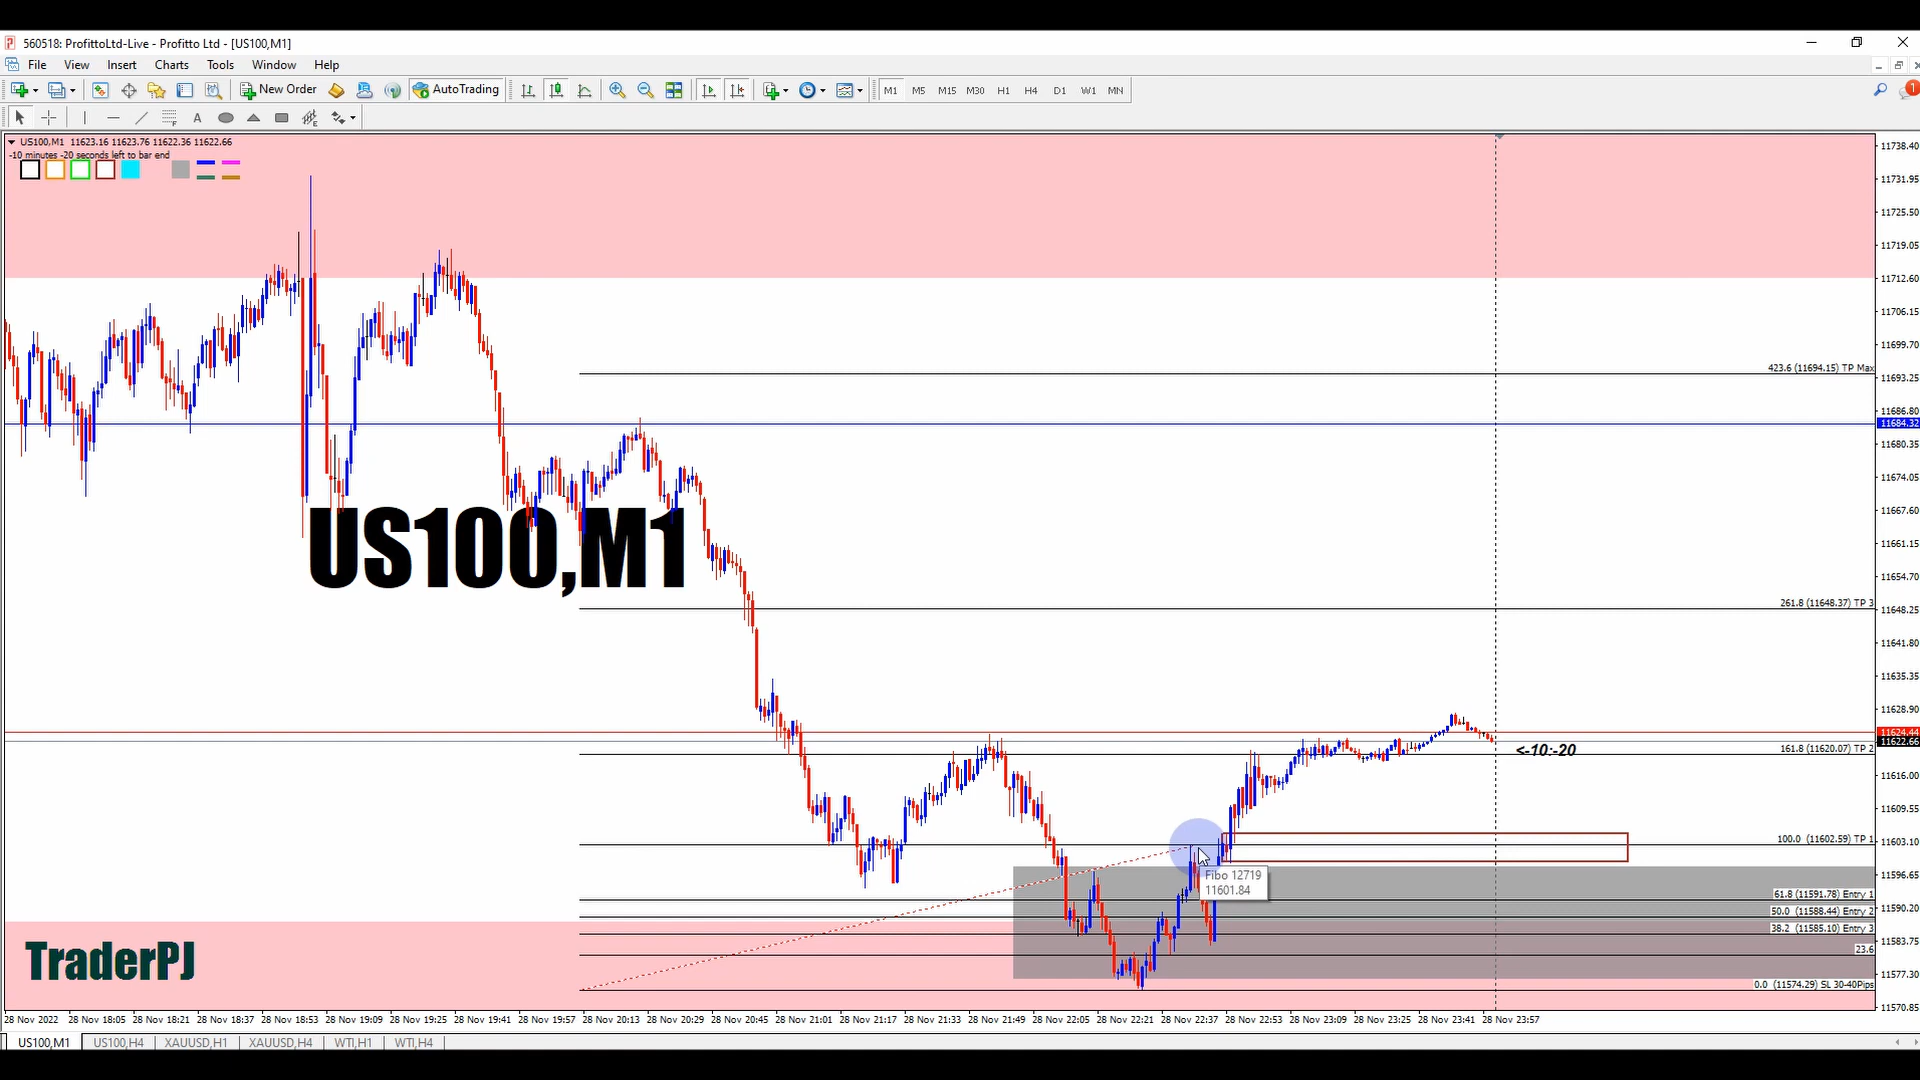 560518: ProfittoLtd-Live - Profitto Ltd - [US100,M1]
File View Insert Charts Tools Window Help
New Order AutoTrading M1 M5 M15 M30 H1 H4 D1 W1 MN 1
A
US100,M1 11623.16 11623.76 11622.36 11622.66
-10 minutes -20 seconds left to bar end
11738.40
11731.95
11725.50
11719.05
11712.60
11706.15
11699.70
423.6 (11694.15) TP Max
11693.25
11686.80
11684.32
11680.35
11674.05
11667.60
US100,M1
11661.15
11654.70
261.8 (11648.37) TP 3
11648.25
11641.80
11635.35
11628.90
11624.44
11622.66
161.8 (11620.07) TP 2
<-10:-20
11616.00
11609.55
100.0 (11602.59) TP 1
11603.10
Fibo 12719
11601.84
11596.65
61.8 (11591.78) Entry 1
11590.20
50.0 (11588.44) Entry 2
38.2 (11585.10) Entry 3
11583.75
23.6
TraderPJ
11577.30
0.0 (11574.29) SL 30-40Pips
11570.85
28 Nov 2022 28 Nov 18:05 28 Nov 18:21 28 Nov 18:37 28 Nov 18:53 28 Nov 19:09 28 Nov 19:25 28 Nov 19:41 28 Nov 19:57 28 Nov 20:13 28 Nov 20:29 28 Nov 20:45 28 Nov 21:01 28 Nov 21:17 28 Nov 21:33 28 Nov 21:49 28 Nov 22:05 28 Nov 22:21 28 Nov 22:37 28 Nov 22:53 28 Nov 23:09 28 Nov 23:25 28 Nov 23:41 28 Nov 23:57
US100,M1 US100,H4 XAUUSD,H1 XAUUSD,H4 WTI,H1 WTI,H4